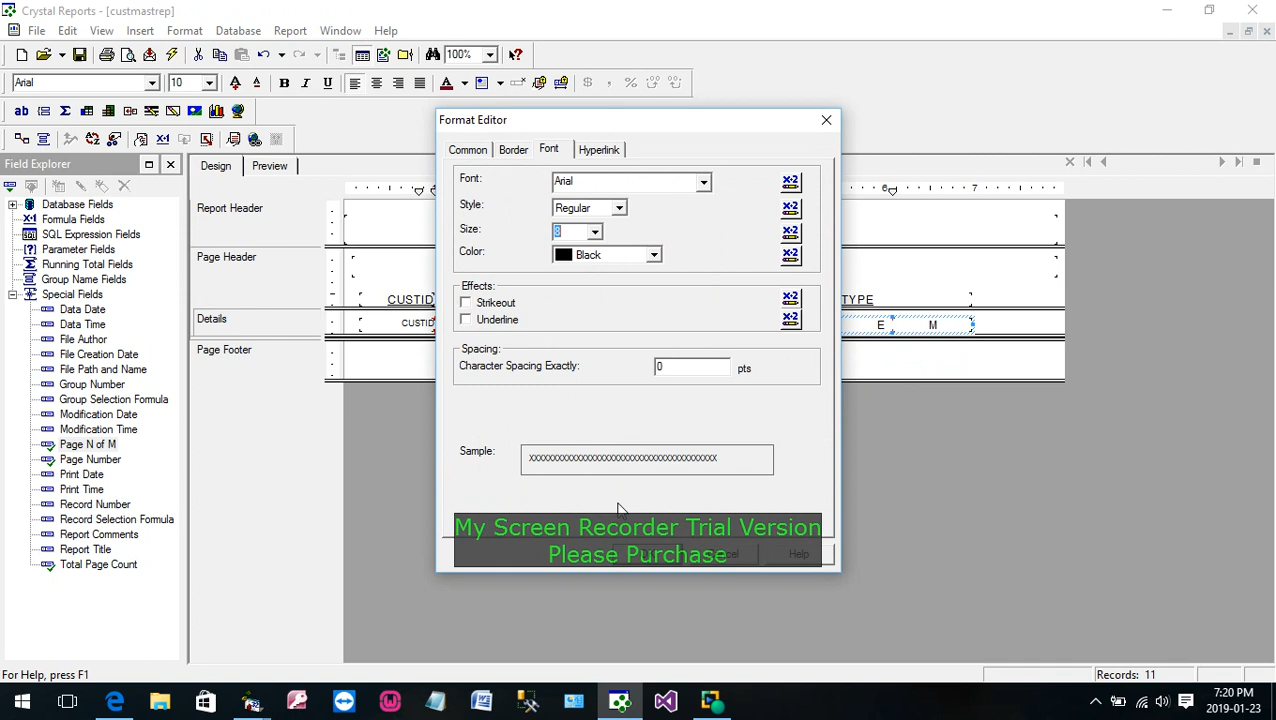 Crystal Reports - [custmastrep]
File Edit View Insert Format Database Report Window Help
100%
Arial 10
Format Editor
Field Explorer
Design Preview
Common Border Font Hyperlink
Font: Arial
Style: Regular
Size: 8
Color: Black
Effects:
Strikeout
Underline
Spacing:
Character Spacing Exactly: 0 pts
Sample:
My Screen Recorder Trial Version
Please Purchase
Help
Database Fields
Formula Fields
SQL Expression Fields
Parameter Fields
Running Total Fields
Group Name Fields
Special Fields
Data Date
Data Time
File Author
File Creation Date
File Path and Name
Group Number
Group Selection Formula
Modification Date
Modification Time
Page N of M
Page Number
Print Date
Print Time
Record Number
Record Selection Formula
Report Comments
Report Title
Total Page Count
Report Header
Page Header
CUSTID TYPE
Details
CUSTID E M
Page Footer
6 7
For Help, press F1
Records: 11
7:20 PM
2019-01-23